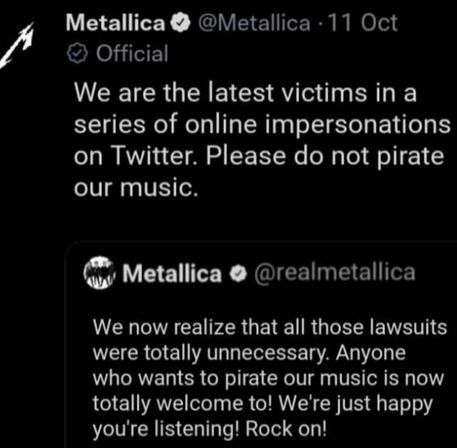 Metallica @Metallica · 11 Oct
Official
We are the latest victims in a
series of online impersonations
on Twitter. Please do not pirate
our music.
Metallica @realmetallica
We now realize that all those lawsuits
were totally unnecessary. Anyone
who wants to pirate our music is now
totally welcome to! We're just happy
you're listening! Rock on!